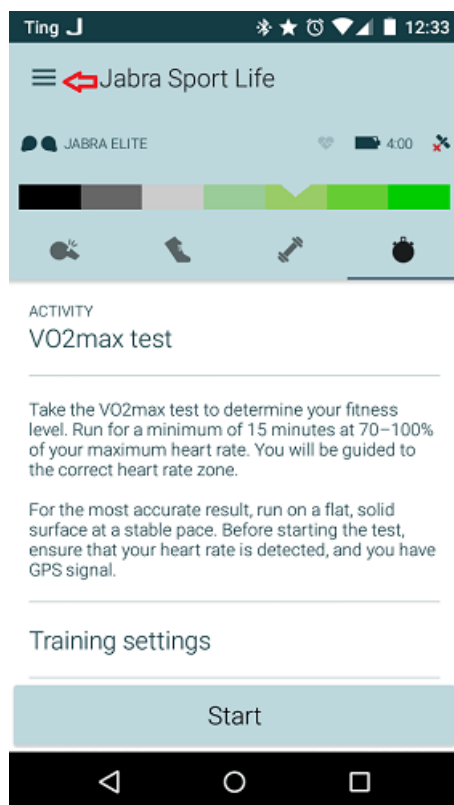 Ting
12:33
Jabra Sport Life
JABRA ELITE
4:00
ACTIVITY
VO2max test
Take the VO2max test to determine your fitness
level. Run for a minimum of 15 minutes at 70–100%
of your maximum heart rate. You will be guided to
the correct heart rate zone.
For the most accurate result, run on a flat, solid
surface at a stable pace. Before starting the test,
ensure that your heart rate is detected, and you have
GPS signal.
Training settings
Start